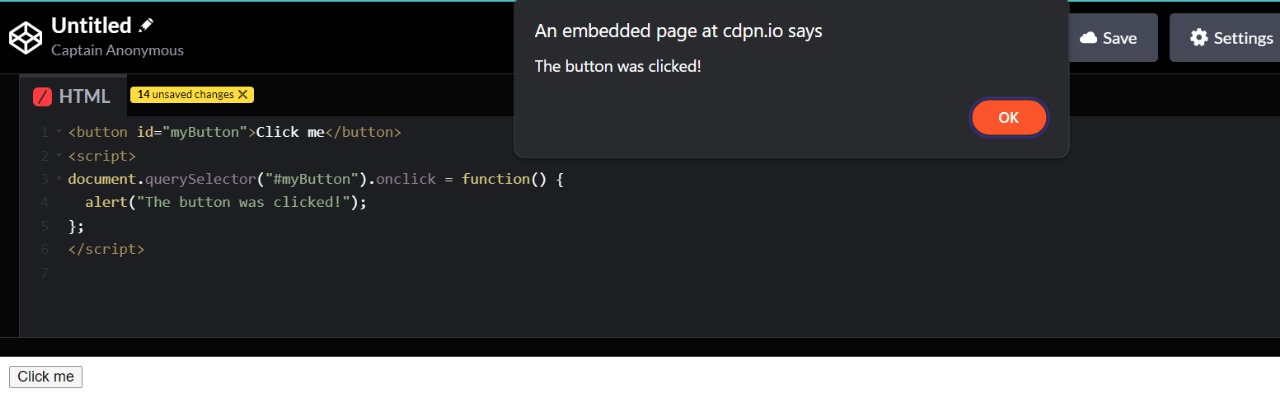 Untitled
Captain Anonymous
An embedded page at cdpn.io says
The button was clicked!
OK
Save
Settings
HTML
14 unsaved changes X
1 <button id="myButton">Click me</button>
2 <script>
3 document.querySelector("#myButton").onclick = function() {
4   alert("The button was clicked!");
5 };
6 </script>
7
Click me